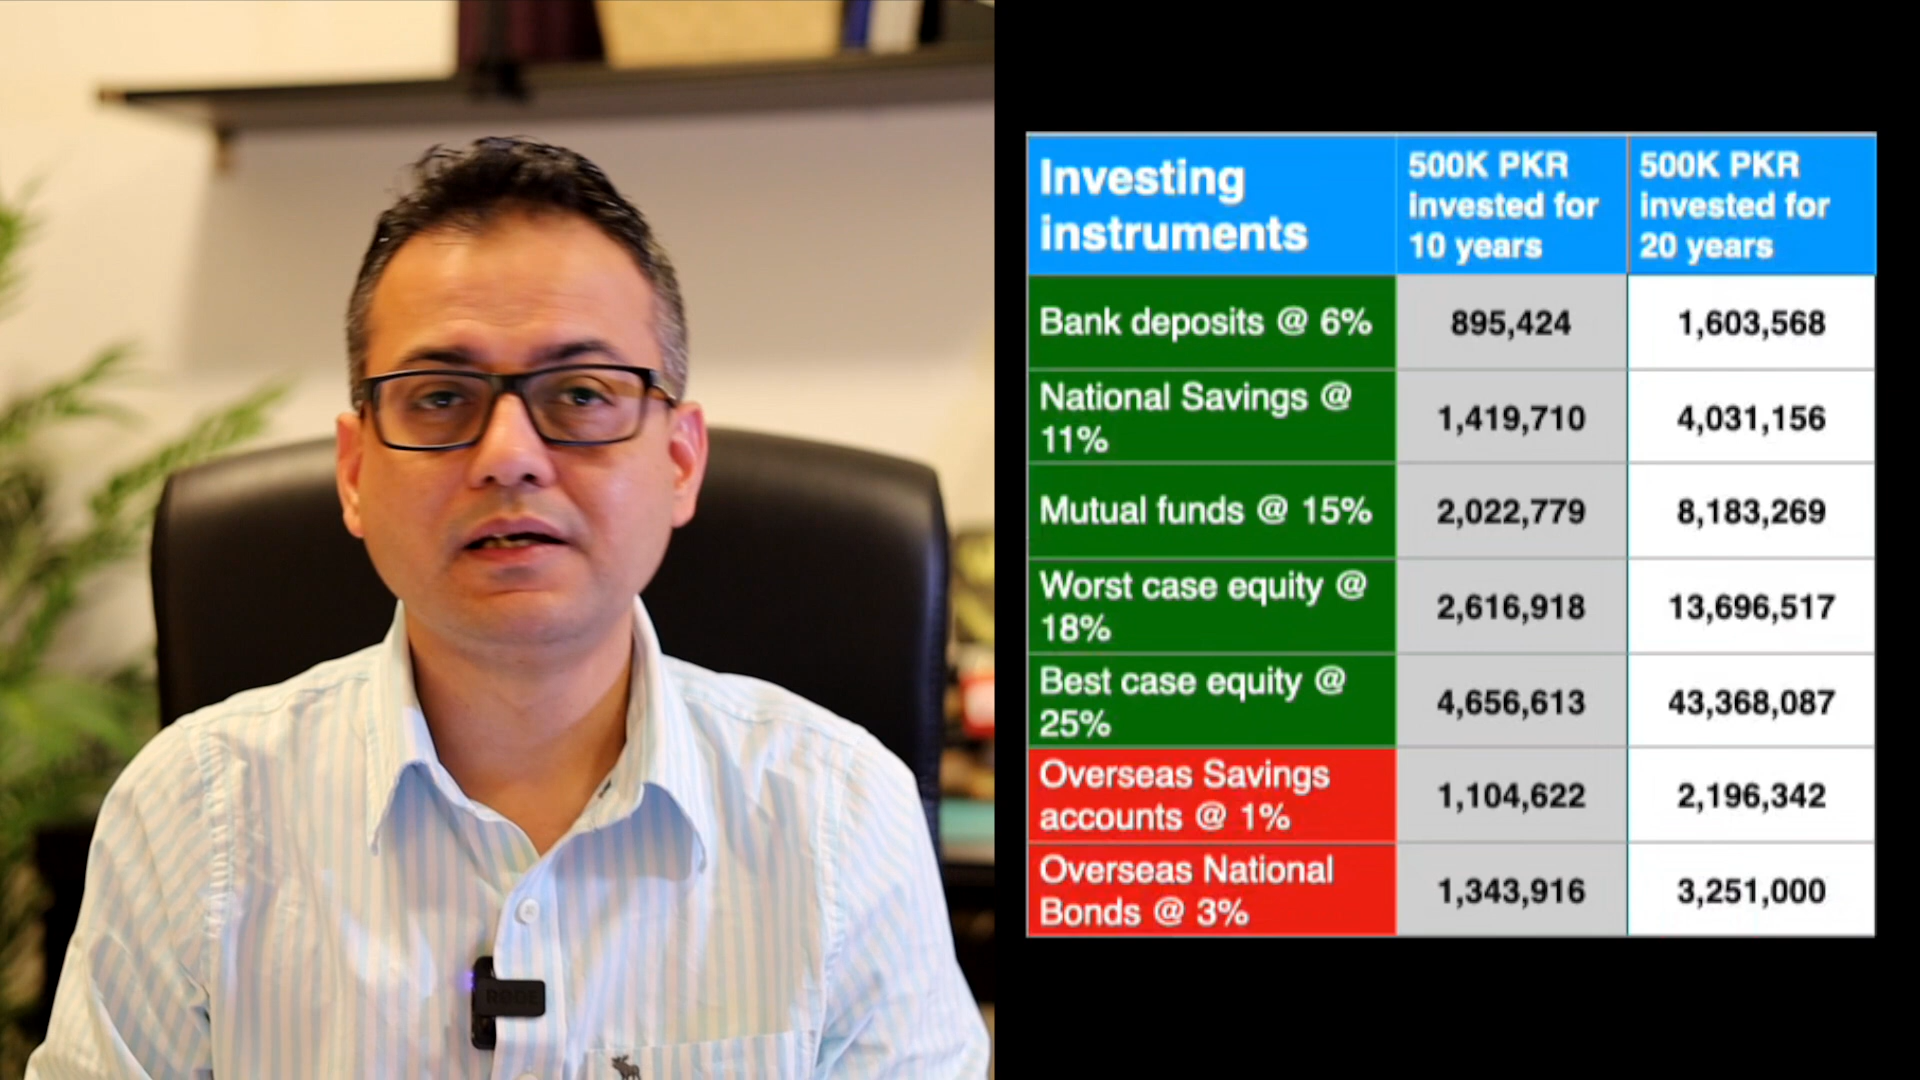 Investing
instruments
500K PKR
invested for
10 years
500K PKR
invested for
20 years
Bank deposits @ 6%
895,424
1,603,568
National Savings @
11%
1,419,710
4,031,156
Mutual funds @ 15%
2,022,779
8,183,269
Worst case equity @
18%
2,616,918
13,696,517
Best case equity @
25%
4,656,613
43,368,087
Overseas Savings
accounts @ 1%
1,104,622
2,196,342
Overseas National
Bonds @ 3%
1,343,916
3,251,000
RØDE